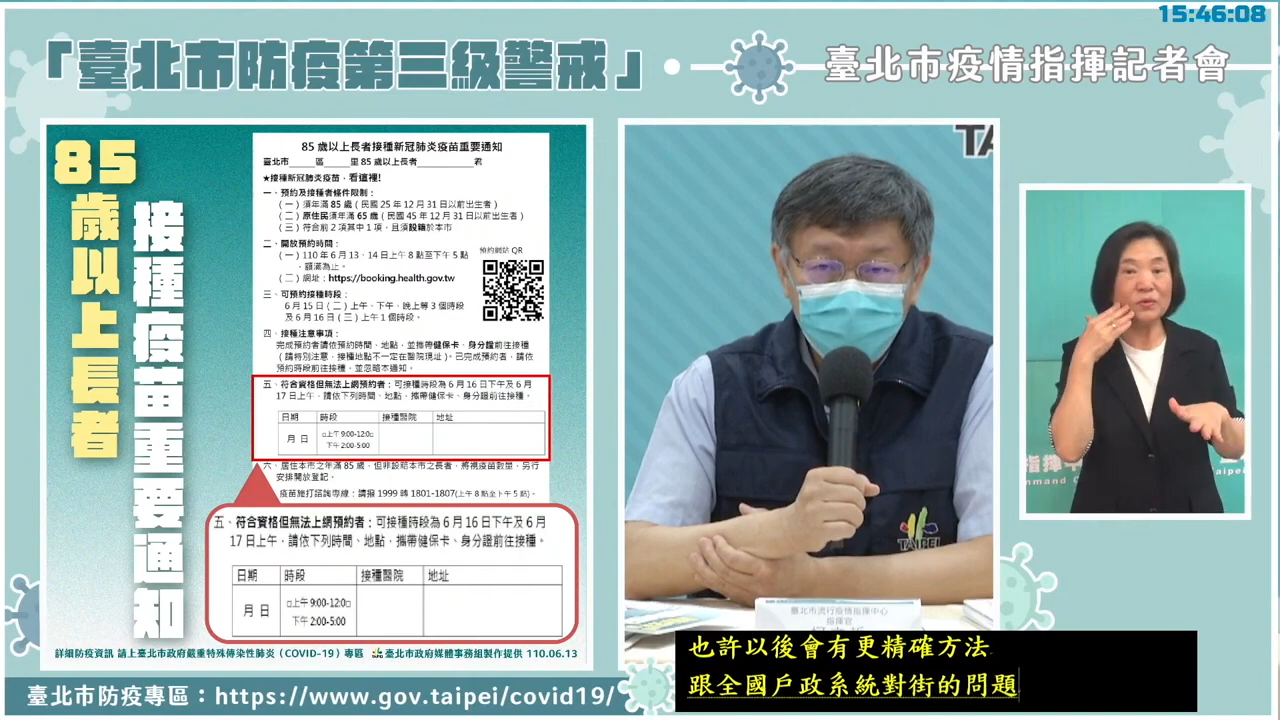 15:46:08
「臺北市防疫第三級警戒」
臺北市疫情指揮記者會
85歲以上長者
接種疫苗重要通知
85 歲以上長者接種新冠肺炎疫苗重要通知
臺北市______區______里 85 歲以上長者____________君
★接種新冠肺炎疫苗，看這裡!
一、預約及接種者條件限制：
（一）須年滿 85 歲（民國 25 年 12 月 31 日以前出生者）
（二）原住民須年滿 65 歲（民國 45 年 12 月 31 日以前出生者）
（三）符合前 2 項其中 1 項，且須設籍於本市
二、開放預約時間：
（一）110 年 6 月 13、14 日上午 8 點至下午 5 點
，額滿為止。
（二）網址：https://booking.health.gov.tw
預約網站 QR
三、可預約接種時段：
6 月 15 日（二）上午、下午、晚上等 3 個時段
及 6 月 16 日（三）上午 1 個時段。
四、接種注意事項：
完成預約者請依預約時間、地點，並攜帶健保卡、身分證前往接種
（請特別注意，接種地點不一定在醫院現址）。已完成預約者，請依
預約時段前往接種，並忽略本通知。
五、符合資格但無法上網預約者：可接種時段為 6 月 16 日下午及 6 月
17 日上午，請依下列時間、地點，攜帶健保卡、身分證前往接種。
日期 時段 接種醫院 地址
月 日 □上午 9:00-12:0□
下午 2:00-5:00
六、居住本市之年滿 85 歲，但非設籍本市之長者，將視疫苗數量，另行
安排開放登記。
疫苗施打諮詢專線：請撥 1999 轉 1801-1807(上午 8 點至下午 5 點)。
五、符合資格但無法上網預約者：可接種時段為 6 月 16 日下午及 6 月
17 日上午，請依下列時間、地點，攜帶健保卡、身分證前往接種。
日期 時段 接種醫院 地址
月 日 □上午 9:00-12:0□
下午 2:00-5:00
詳細防疫資訊 請上臺北市政府嚴重特殊傳染性肺炎（COVID-19）專區 臺北市政府媒體事務組製作提供 110.06.13
TAIPEI
臺北市流行疫情指揮中心
指揮官
臺北市防疫專區：https://www.gov.taipei/covid19/
也許以後會有更精確方法
跟全國戶政系統對街的問題